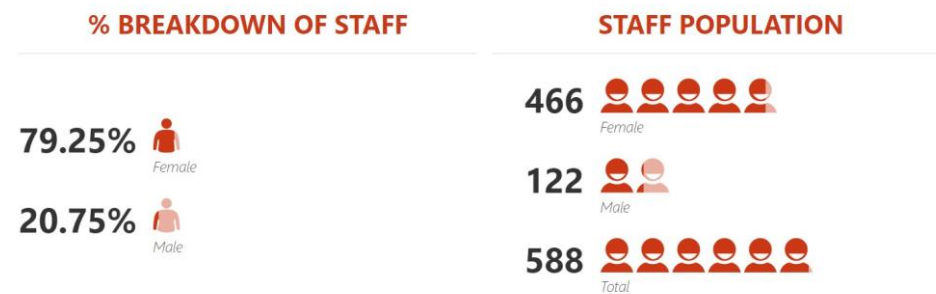 % BREAKDOWN OF STAFF
79.25%
Female
20.75%
Male
STAFF POPULATION
466
Female
122
Male
588
Total